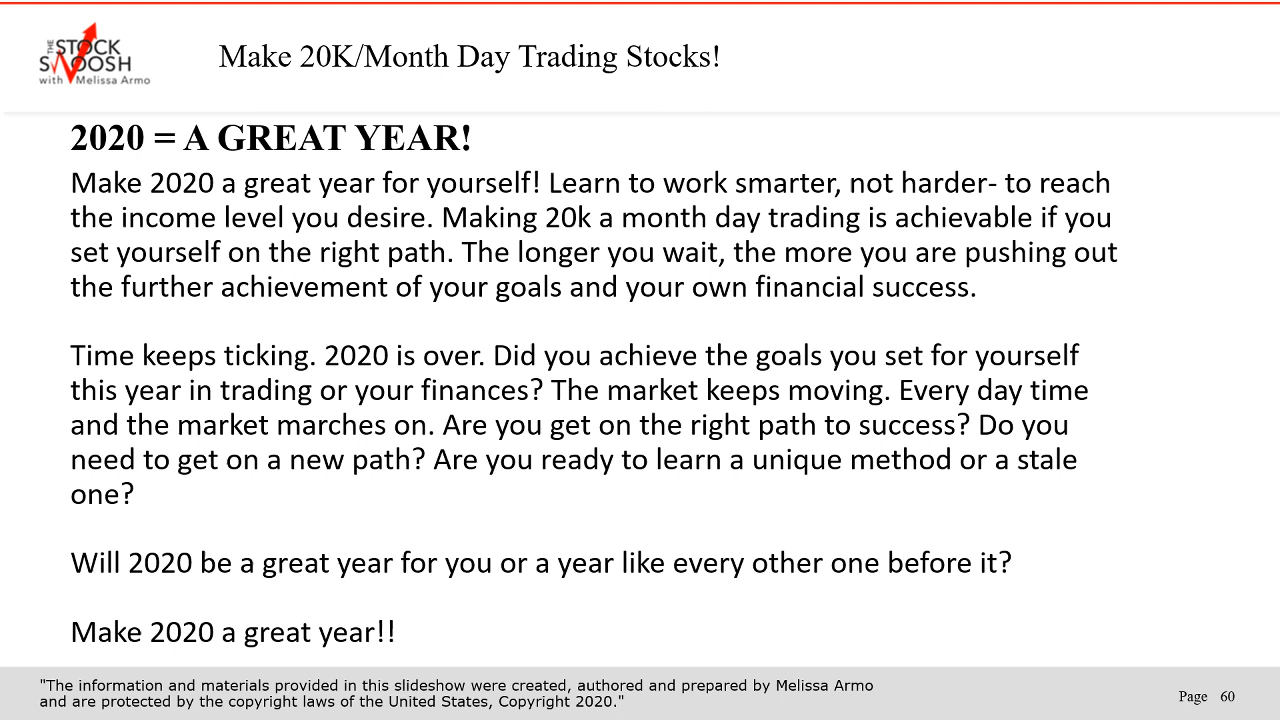 THE
STOCK
SWOOSH
with Melissa Armo
Make 20K/Month Day Trading Stocks!
2020 = A GREAT YEAR!
Make 2020 a great year for yourself! Learn to work smarter, not harder- to reach
the income level you desire. Making 20k a month day trading is achievable if you
set yourself on the right path. The longer you wait, the more you are pushing out
the further achievement of your goals and your own financial success.
Time keeps ticking. 2020 is over. Did you achieve the goals you set for yourself
this year in trading or your finances? The market keeps moving. Every day time
and the market marches on. Are you get on the right path to success? Do you
need to get on a new path? Are you ready to learn a unique method or a stale
one?
Will 2020 be a great year for you or a year like every other one before it?
Make 2020 a great year!!
"The information and materials provided in this slideshow were created, authored and prepared by Melissa Armo
and are protected by the copyright laws of the United States, Copyright 2020."
Page 60